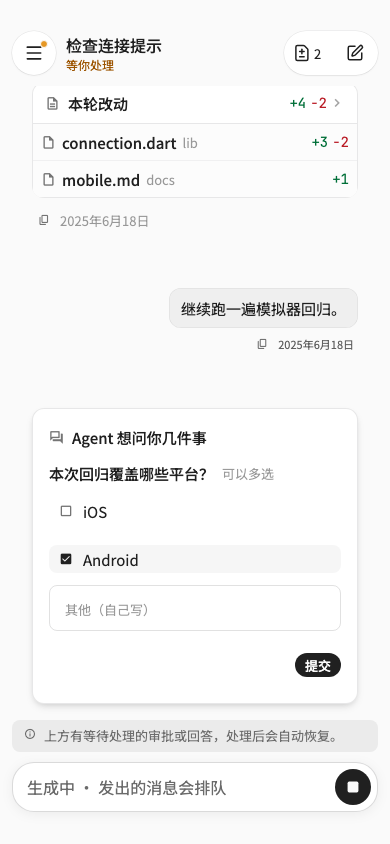 检查连接提示
等你处理
2
本轮改动 +4 -2
connection.dart lib +3 -2
mobile.md docs +1
2025年6月18日
继续跑一遍模拟器回归。
2025年6月18日
Agent 想问你几件事
本次回归覆盖哪些平台？ 可以多选
iOS
Android
其他（自己写）
提交
上方有等待处理的审批或回答，处理后会自动恢复。
生成中 · 发出的消息会排队